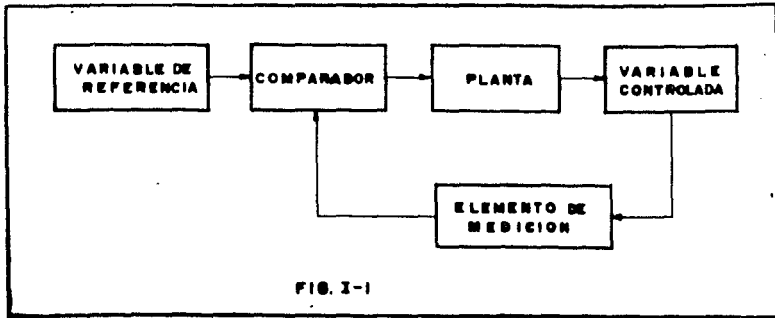 VARIABLE DE
REFERENCIA
COMPARADOR
PLANTA
VARIABLE
CONTROLADA
ELEMENTO DE
MEDICION
FIG. I-1